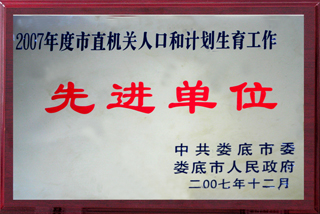 2007年度市直机关人口和计划生育工作
先进单位
中共娄底市委
娄底市人民政府
二00七年十二月